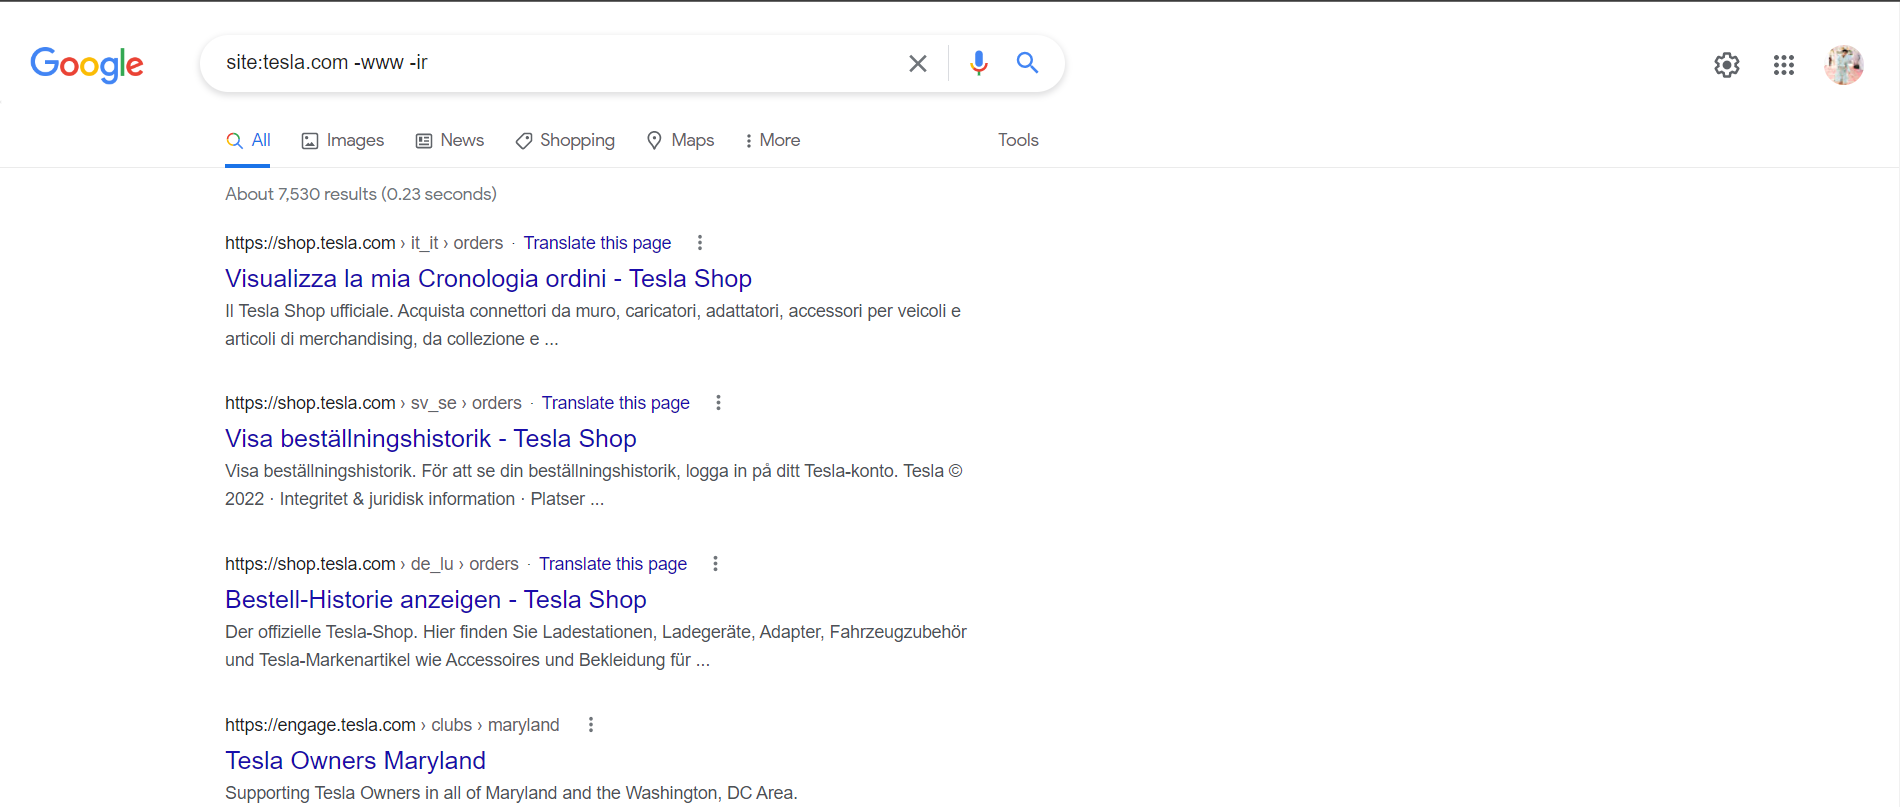 Google
site:tesla.com -www -ir
All Images News Shopping Maps More Tools
About 7,530 results (0.23 seconds)
https://shop.tesla.com › it_it › orders · Translate this page
Visualizza la mia Cronologia ordini - Tesla Shop
Il Tesla Shop ufficiale. Acquista connettori da muro, caricatori, adattatori, accessori per veicoli e
articoli di merchandising, da collezione e ...
https://shop.tesla.com › sv_se › orders · Translate this page
Visa beställningshistorik - Tesla Shop
Visa beställningshistorik. För att se din beställningshistorik, logga in på ditt Tesla-konto. Tesla ©
2022 · Integritet & juridisk information · Platser ...
https://shop.tesla.com › de_lu › orders · Translate this page
Bestell-Historie anzeigen - Tesla Shop
Der offizielle Tesla-Shop. Hier finden Sie Ladestationen, Ladegeräte, Adapter, Fahrzeugzubehör
und Tesla-Markenartikel wie Accessoires und Bekleidung für ...
https://engage.tesla.com › clubs › maryland
Tesla Owners Maryland
Supporting Tesla Owners in all of Maryland and the Washington, DC Area.